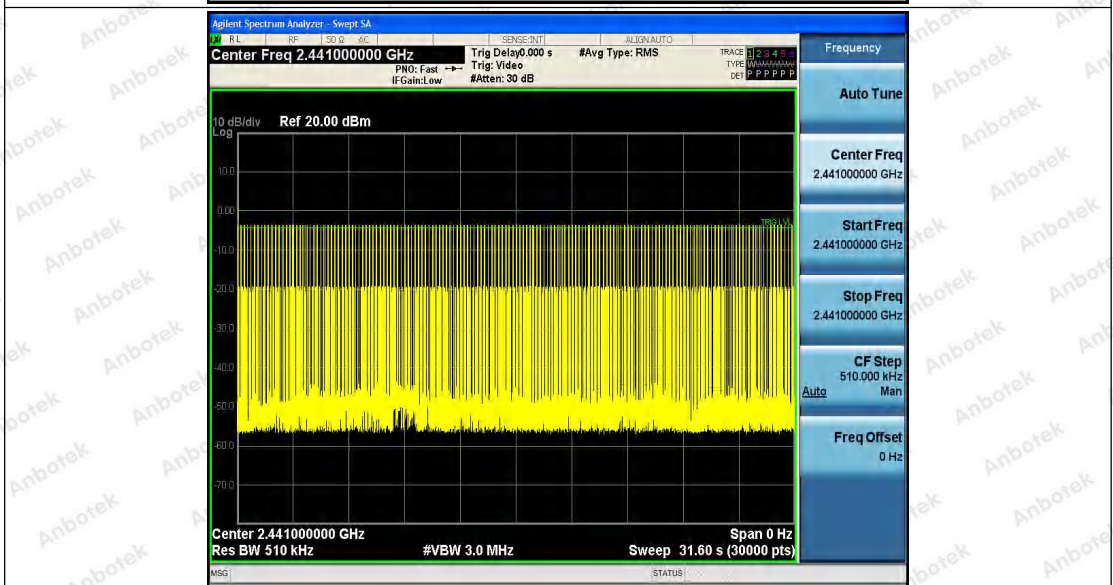 Agilent Spectrum Analyzer - Swept SA
RL RF 50 Ω AC SENSE:INT ALIGN AUTO
Center Freq 2.441000000 GHz
PNO: Fast
IFGain:Low
Trig Delay0.000 s
Trig: Video
#Atten: 30 dB
#Avg Type: RMS
TRACE 1 2 3 4 5 6
TYPE
DET P P P P P P
10 dB/div
Log
Ref 20.00 dBm
10.0
0.00
-10.0
-20.0
-30.0
-40.0
-50.0
-60.0
-70.0
TRIG LVL
Center 2.441000000 GHz
Res BW 510 kHz
#VBW 3.0 MHz
Span 0 Hz
Sweep 31.60 s (30000 pts)
MSG
STATUS
Frequency
Auto Tune
Center Freq
2.441000000 GHz
Start Freq
2.441000000 GHz
Stop Freq
2.441000000 GHz
CF Step
510.000 kHz
Auto Man
Freq Offset
0 Hz
Anbotek